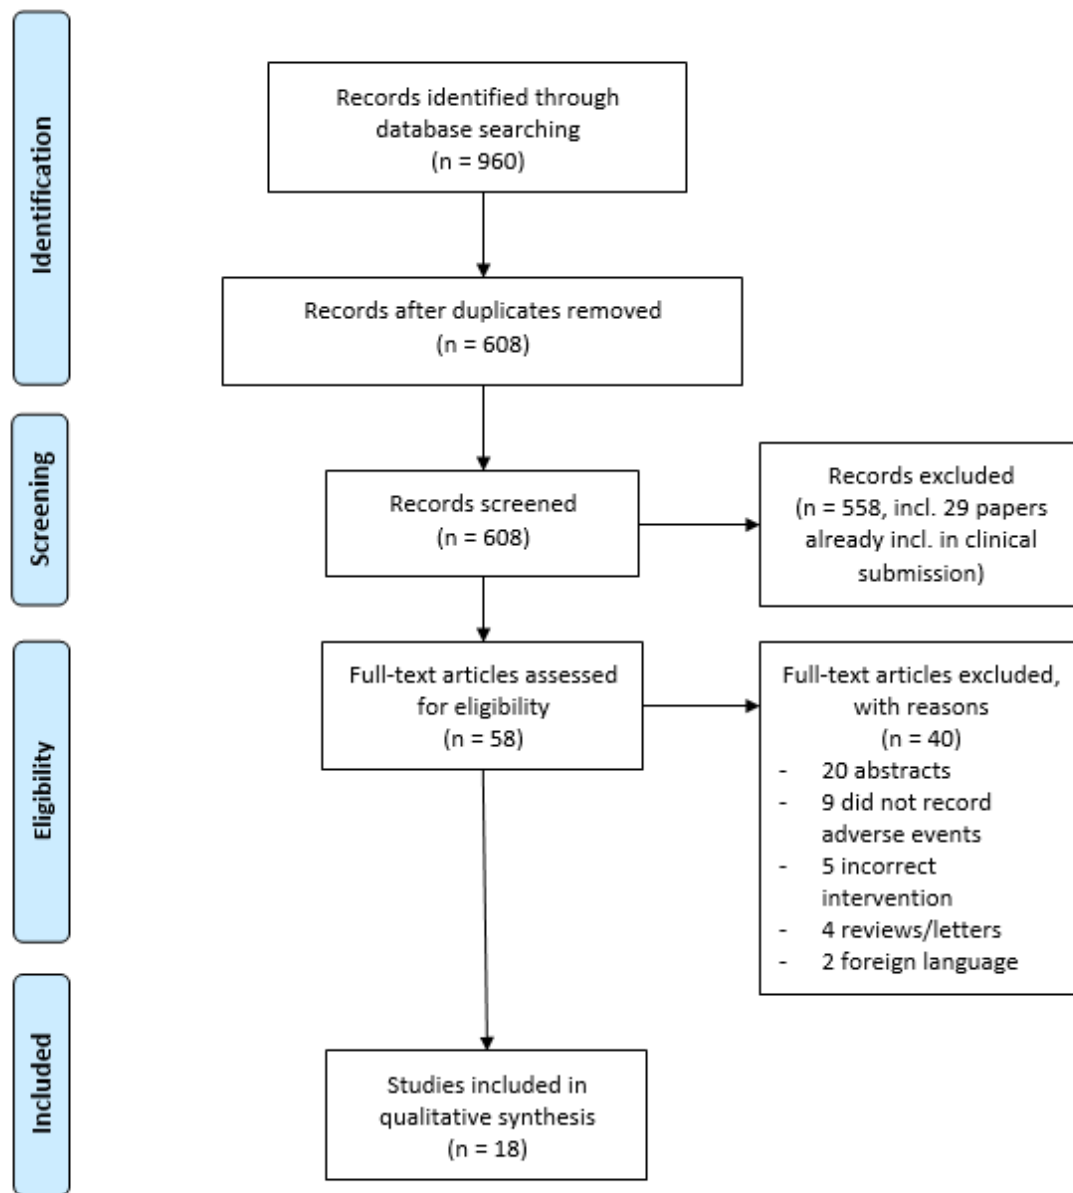 Identification
Records identified through
database searching
(n = 960)
Records after duplicates removed
(n = 608)
Screening
Records screened
(n = 608)
Records excluded
(n = 558, incl. 29 papers
already incl. in clinical
submission)
Eligibility
Full-text articles assessed
for eligibility
(n = 58)
Full-text articles excluded,
with reasons
(n = 40)
- 20 abstracts
- 9 did not record
adverse events
- 5 incorrect
intervention
- 4 reviews/letters
- 2 foreign language
Included
Studies included in
qualitative synthesis
(n = 18)